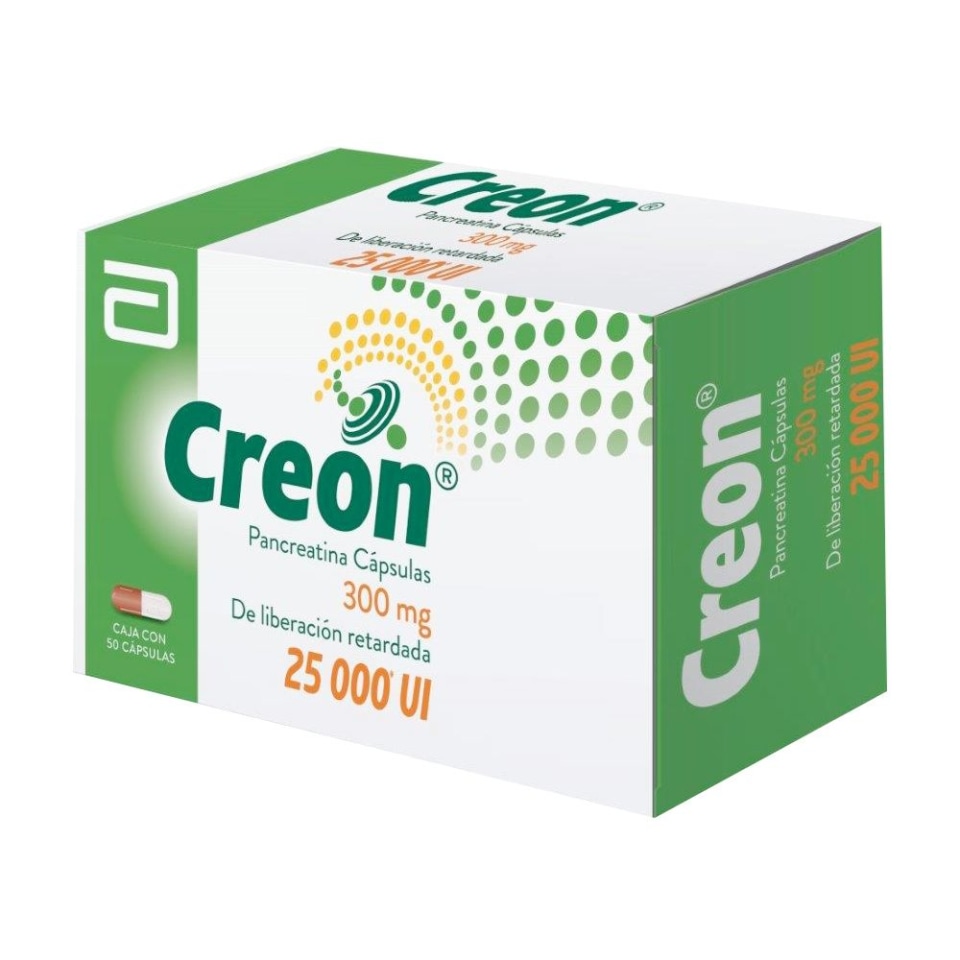 Creon®
Pancreatina Cápsulas
300 mg
De liberación retardada
25 000 UI
Creon®
Pancreatina Cápsulas
300 mg
De liberación retardada
25 000* UI
CAJA CON
50 CÁPSULAS
Creon®
Pancreatina Cápsulas
300 mg
De liberación retardada
25 000 UI